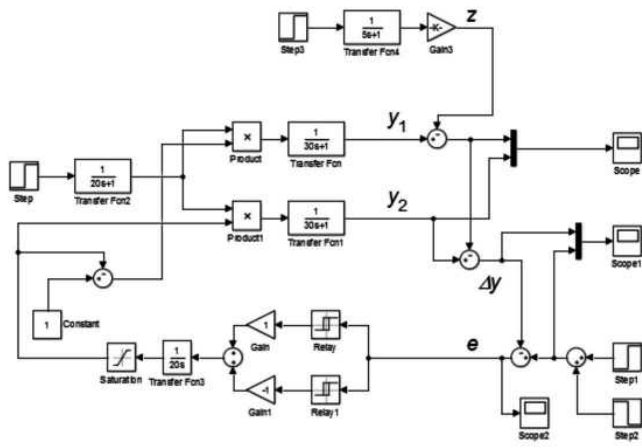 z
1
5s+1
-K-
Step3
Transfer Fcn4
Gain3
y1
×
1
30s+1
Product
Transfer Fcn
Scope
1
20s+1
Step
Transfer Fcn2
y2
×
1
30s+1
Product1
Transfer Fcn1
Scope1
Δy
1
Constant
1
Gain
Relay
e
1
20s
Saturation
Transfer Fcn3
Step1
-1
Gain1
Relay1
Scope2
Step2